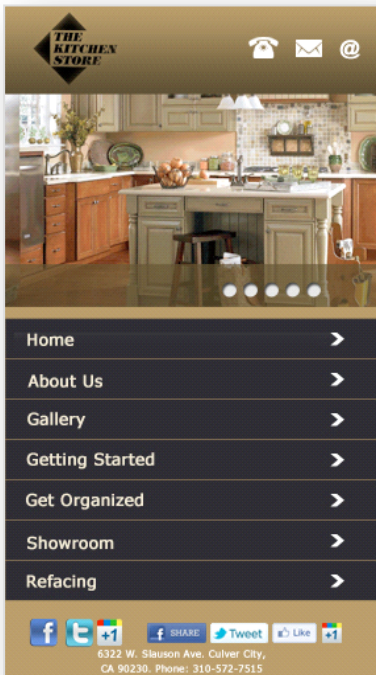 THE
KITCHEN
STORE
@
Home
About Us
Gallery
Getting Started
Get Organized
Showroom
Refacing
f t +1 f SHARE Tweet Like +1
6322 W. Slauson Ave. Culver City,
CA 90230. Phone: 310-572-7515